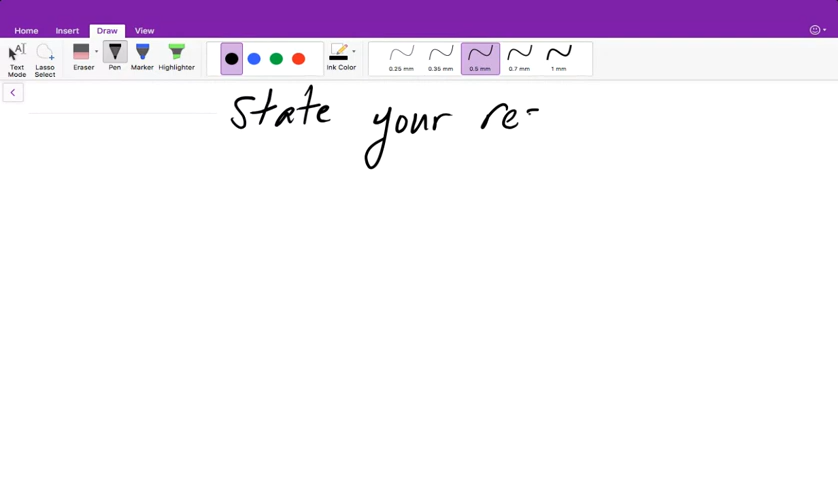 Home Insert Draw View
Text Mode
Lasso Select
Eraser
Pen
Marker
Highlighter
Ink Color
0.25 mm
0.35 mm
0.5 mm
0.7 mm
1 mm
State your re